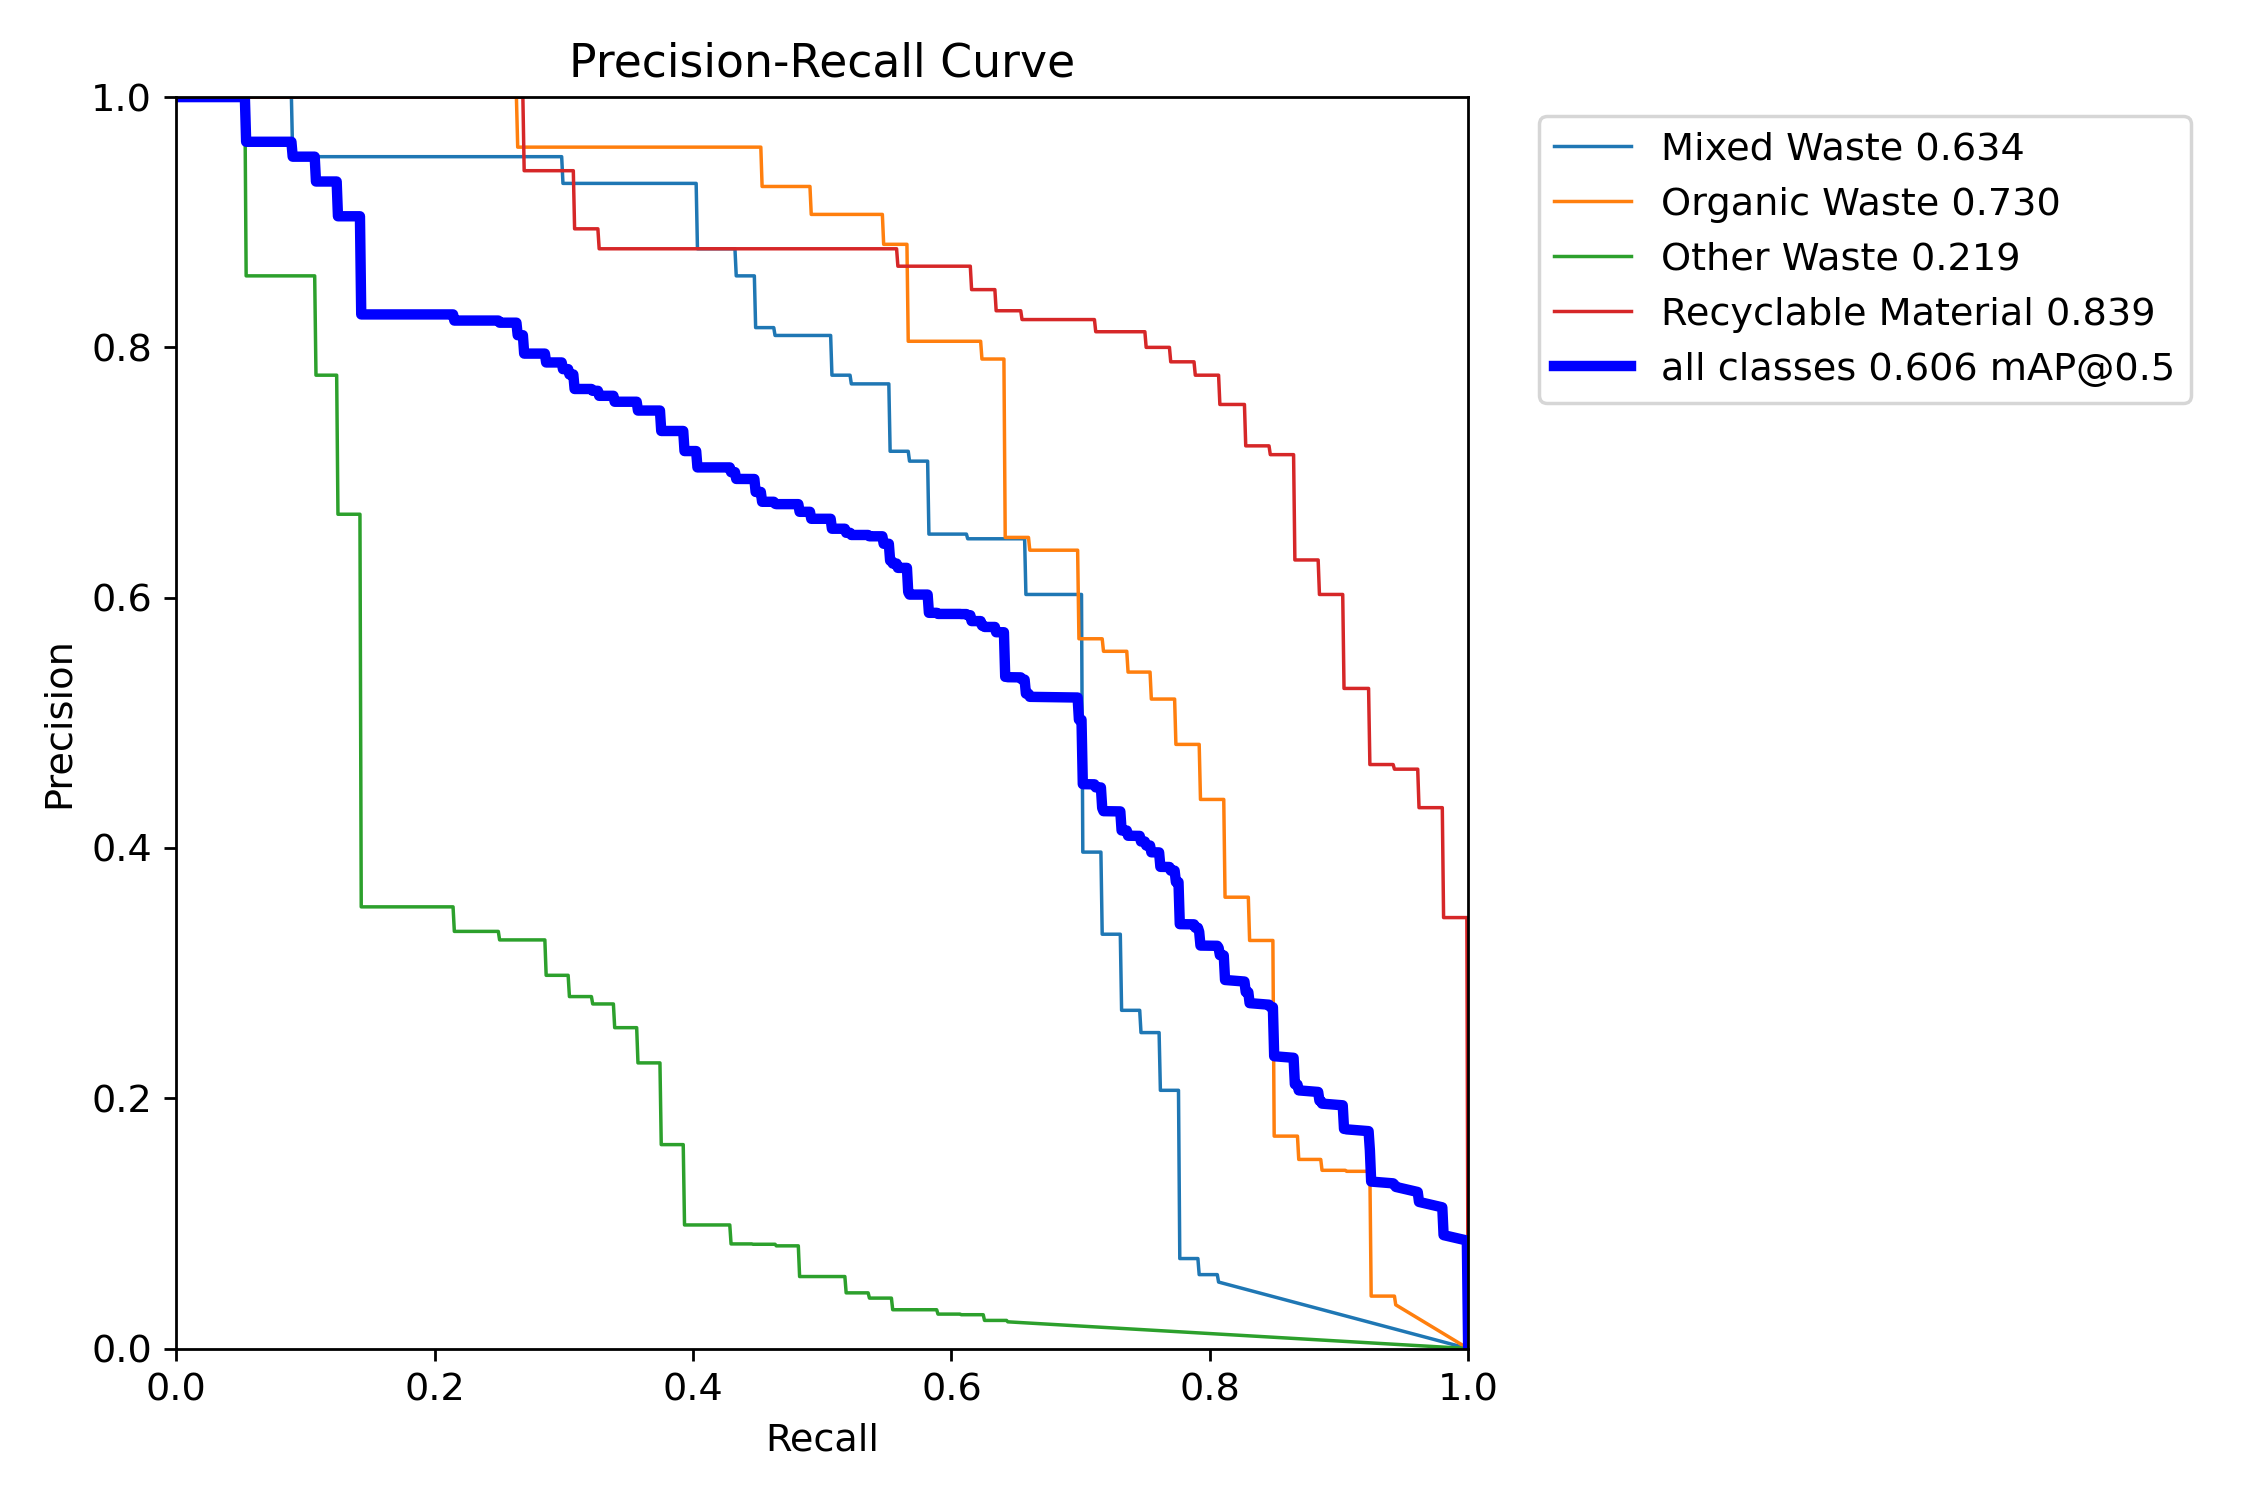 Precision-Recall Curve
1.0
0.8
0.6
0.4
0.2
0.0
Precision
0.0 0.2 0.4 0.6 0.8 1.0
Recall
Mixed Waste 0.634
Organic Waste 0.730
Other Waste 0.219
Recyclable Material 0.839
all classes 0.606 mAP@0.5